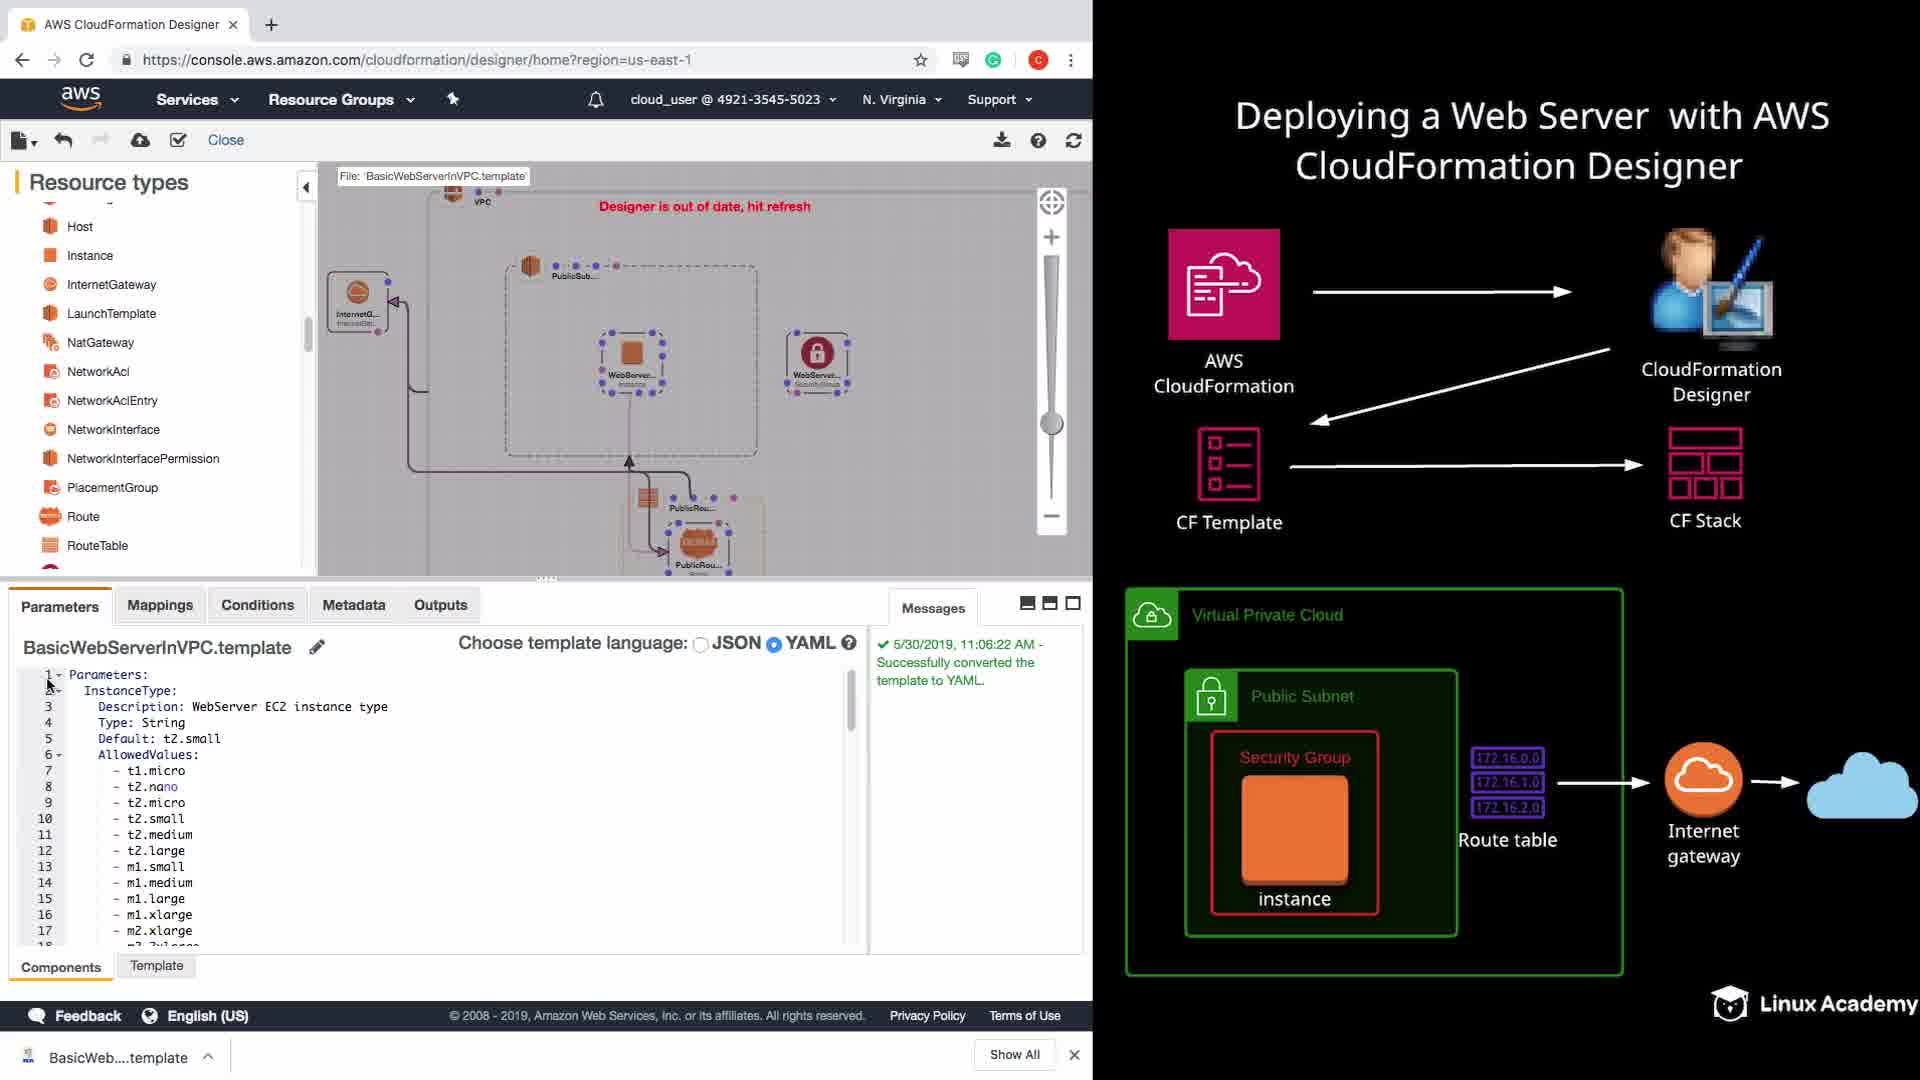 AWS CloudFormation Designer
https://console.aws.amazon.com/cloudformation/designer/home?region=us-east-1
aws
Services
Resource Groups
cloud_user @ 4921-3545-5023
N. Virginia
Support
Close
Resource types
Host
Instance
InternetGateway
LaunchTemplate
NatGateway
NetworkAcl
NetworkAclEntry
NetworkInterface
NetworkInterfacePermission
PlacementGroup
Route
RouteTable
File: 'BasicWebServerInVPC.template'
VPC
Designer is out of date, hit refresh
PublicSub...
InternetG...
WebServer...
Instance
WebServer...
SecurityGroup
PublicRou...
PublicRou...
Parameters
Mappings
Conditions
Metadata
Outputs
Messages
BasicWebServerInVPC.template
Choose template language:
JSON
YAML
5/30/2019, 11:06:22 AM -
Successfully converted the
template to YAML.
1 Parameters:
2 InstanceType:
3 Description: WebServer EC2 instance type
4 Type: String
5 Default: t2.small
6 AllowedValues:
7 - t1.micro
8 - t2.nano
9 - t2.micro
10 - t2.small
11 - t2.medium
12 - t2.large
13 - m1.small
14 - m1.medium
15 - m1.large
16 - m1.xlarge
17 - m2.xlarge
Components
Template
Feedback
English (US)
© 2008 - 2019, Amazon Web Services, Inc. or its affiliates. All rights reserved.
Privacy Policy
Terms of Use
BasicWeb....template
Show All
Deploying a Web Server with AWS
CloudFormation Designer
AWS
CloudFormation
CloudFormation
Designer
CF Template
CF Stack
Virtual Private Cloud
Public Subnet
Security Group
instance
172.16.0.0
172.16.1.0
172.16.2.0
Route table
Internet
gateway
Linux Academy